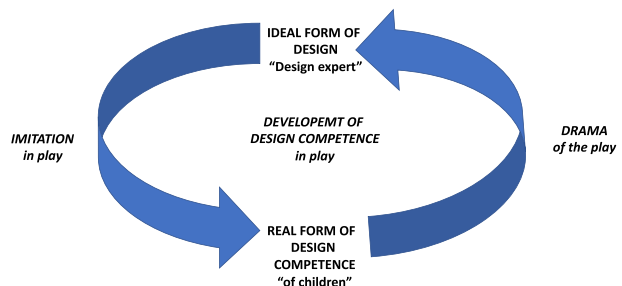 IDEAL FORM OF
DESIGN
“Design expert”
IMITATION
in play
DEVELOPEMT OF
DESIGN COMPETENCE
in play
DRAMA
of the play
REAL FORM OF
DESIGN
COMPETENCE
“of children”